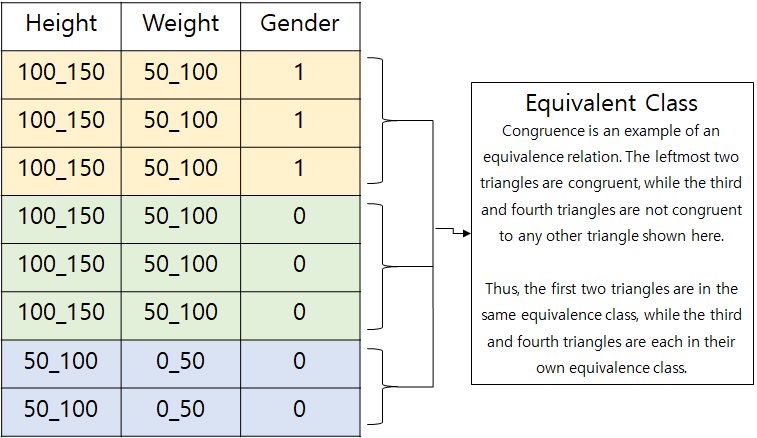 Height Weight Gender
100_150 50_100 1
100_150 50_100 1
100_150 50_100 1
100_150 50_100 0
100_150 50_100 0
100_150 50_100 0
50_100 0_50 0
50_100 0_50 0
Equivalent Class
Congruence is an example of an
equivalence relation. The leftmost two
triangles are congruent, while the third
and fourth triangles are not congruent
to any other triangle shown here.
Thus, the first two triangles are in the
same equivalence class, while the third
and fourth triangles are each in their
own equivalence class.